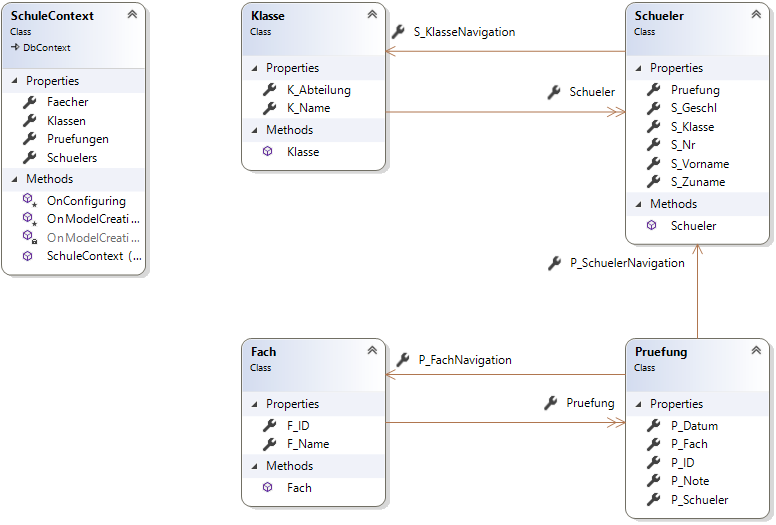 SchuleContext
Class
DbContext
Properties
Faecher
Klassen
Pruefungen
Schuelers
Methods
OnConfiguring
OnModelCreati...
OnModelCreati...
SchuleContext (...
Klasse
Class
Properties
K_Abteilung
K_Name
Methods
Klasse
S_KlasseNavigation
Schueler
Schueler
Class
Properties
Pruefung
S_Geschl
S_Klasse
S_Nr
S_Vorname
S_Zuname
Methods
Schueler
P_SchuelerNavigation
Fach
Class
Properties
F_ID
F_Name
Methods
Fach
P_FachNavigation
Pruefung
Pruefung
Class
Properties
P_Datum
P_Fach
P_ID
P_Note
P_Schueler